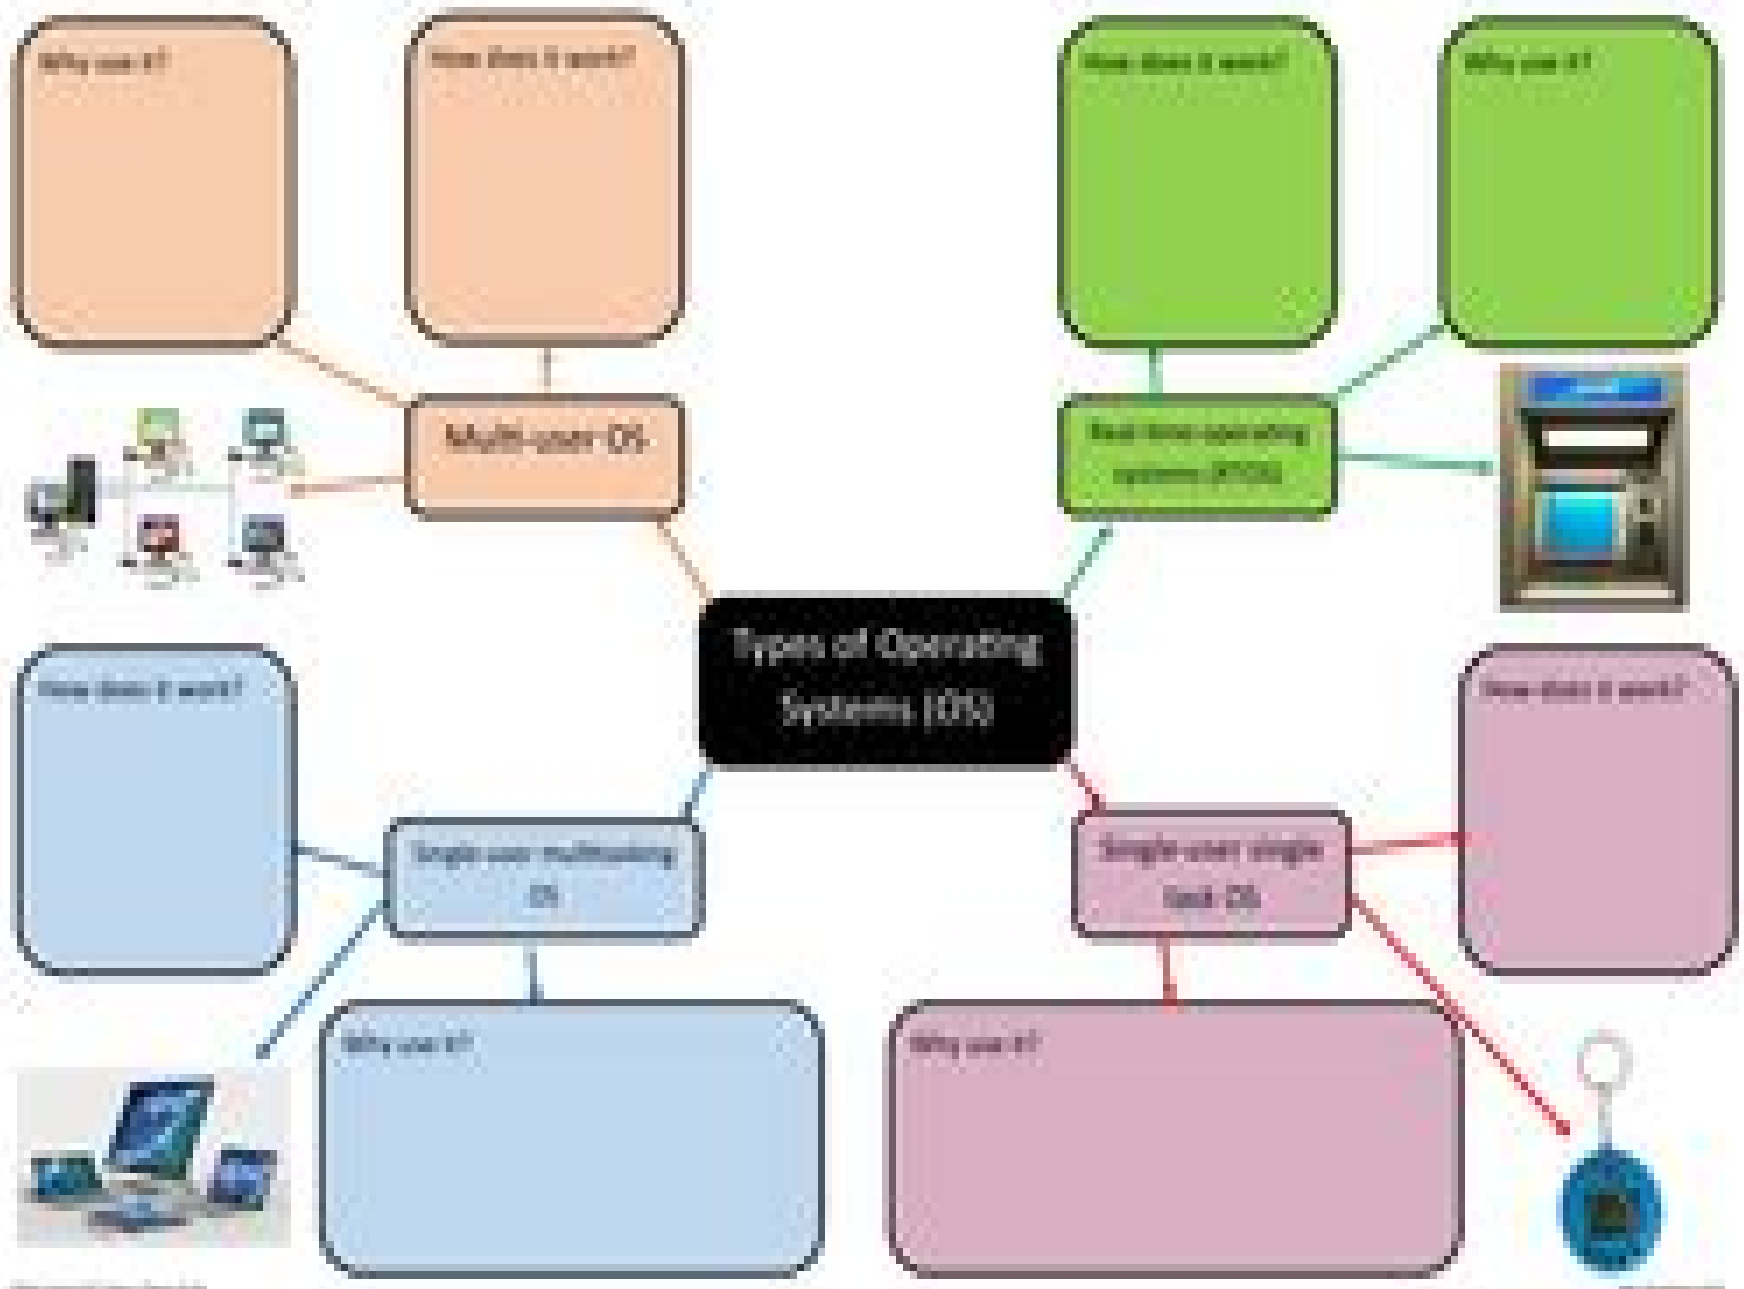 Why use it?
How does it work?
How does it work?
Why use it?
Multi-user OS
Real-time operating
systems (RTOS)
Types of Operating
Systems (OS)
How does it work?
How does it work?
Single-user multitasking
OS
Single-user single
task OS
Why use it?
Why use it?